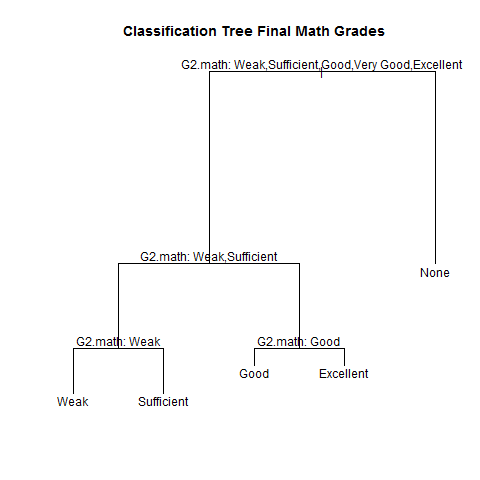 Classification Tree Final Math Grades
G2.math: Weak,Sufficient,Good,Very Good,Excellent
G2.math: Weak,Sufficient
None
G2.math: Weak
G2.math: Good
Good
Excellent
Weak
Sufficient